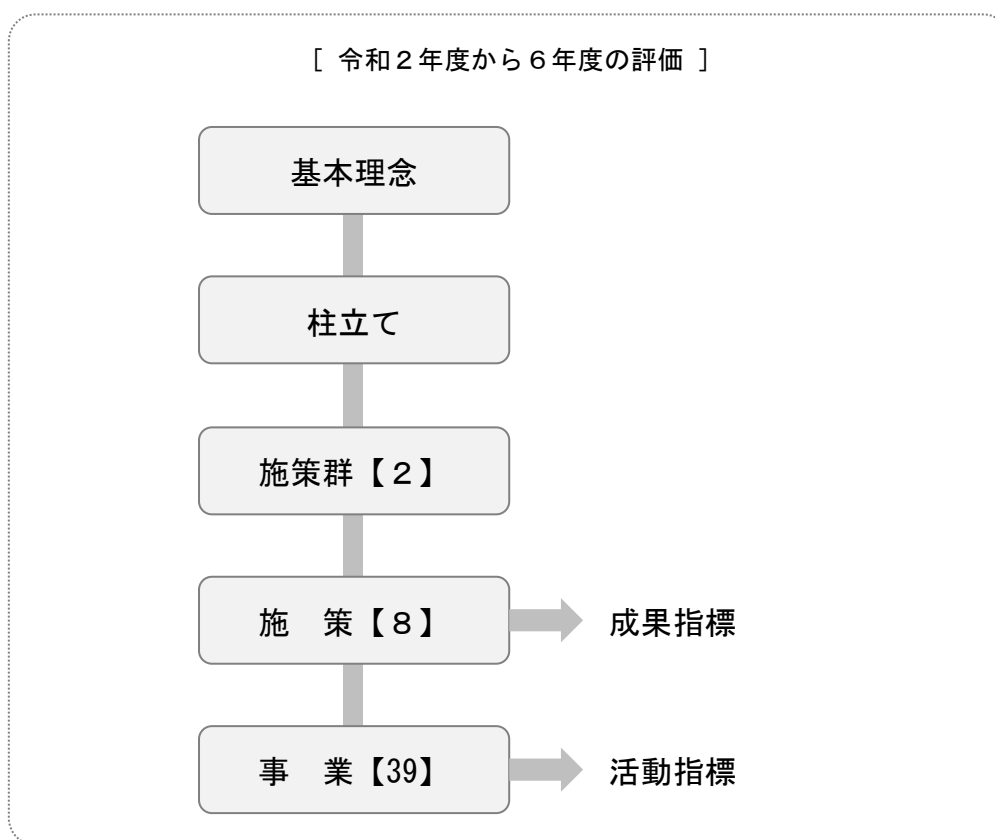 ［ 令和２年度から６年度の評価 ］
基本理念
柱立て
施策群【２】
施　策【８】
成果指標
事　業【39】
活動指標